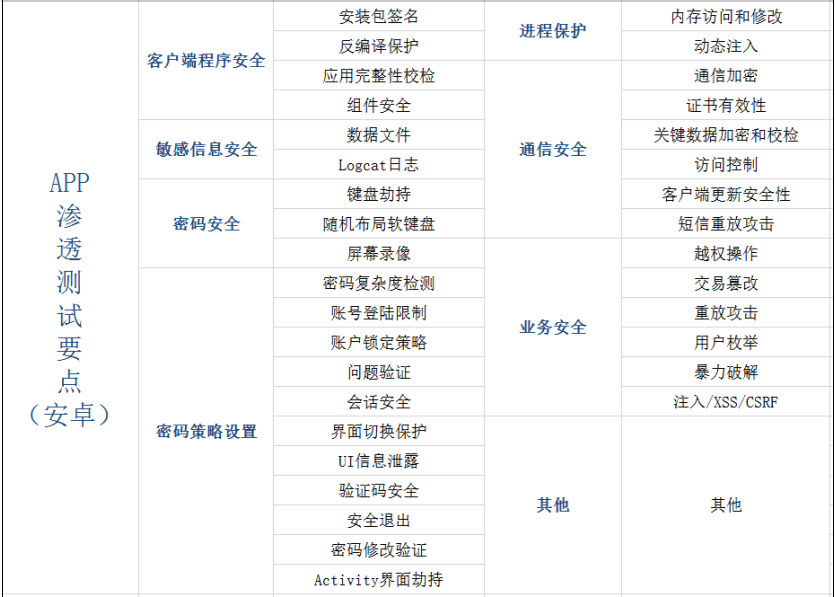 APP
渗
透
测
试
要
点
（安卓）
客户端程序安全
安装包签名
反编译保护
应用完整性校检
组件安全
敏感信息安全
数据文件
Logcat日志
密码安全
键盘劫持
随机布局软键盘
屏幕录像
密码策略设置
密码复杂度检测
账号登陆限制
账户锁定策略
问题验证
会话安全
界面切换保护
UI信息泄露
验证码安全
安全退出
密码修改验证
Activity界面劫持
进程保护
内存访问和修改
动态注入
通信安全
通信加密
证书有效性
关键数据加密和校检
访问控制
客户端更新安全性
短信重放攻击
业务安全
越权操作
交易篡改
重放攻击
用户枚举
暴力破解
注入/XSS/CSRF
其他
其他